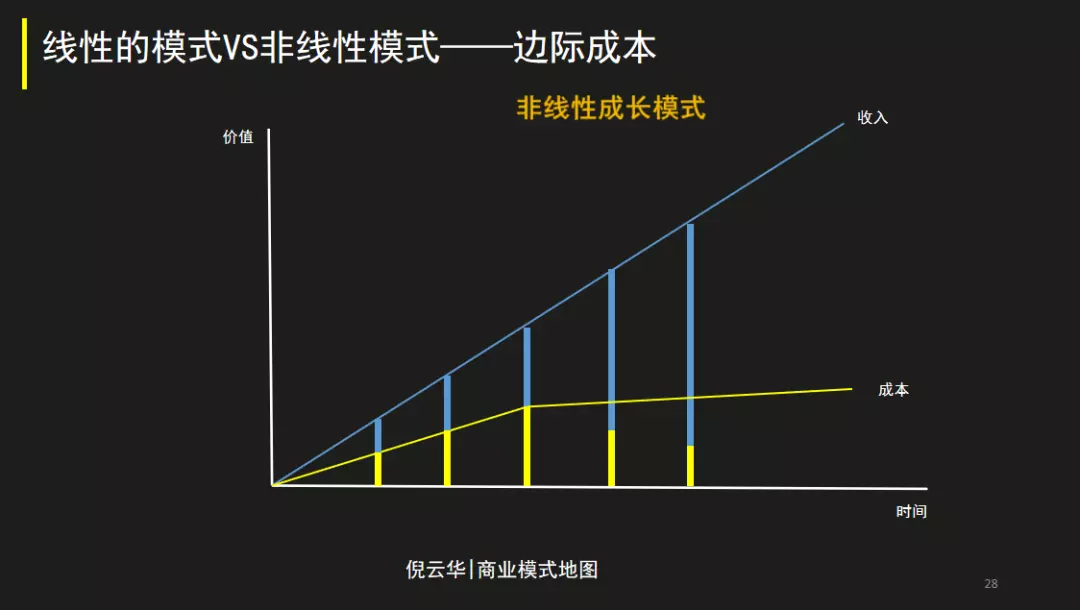 线性的模式VS非线性模式——边际成本
非线性成长模式
收入
价值
成本
时间
倪云华|商业模式地图
28